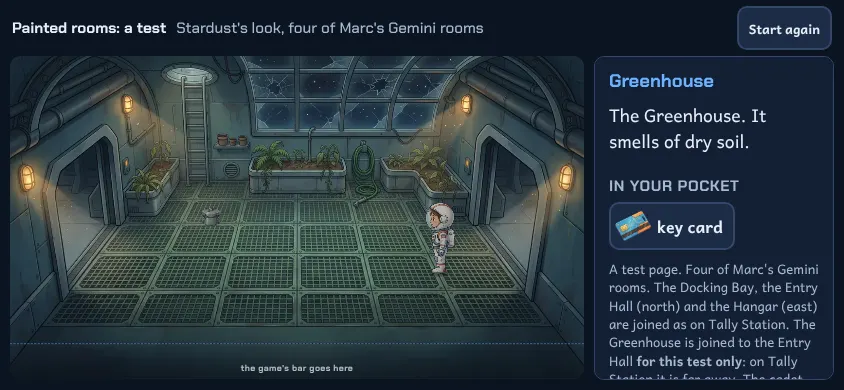 Painted rooms: a test Stardust's look, four of Marc's Gemini rooms
Start again
the game's bar goes here
Greenhouse
The Greenhouse. It
smells of dry soil.
IN YOUR POCKET
key card
A test page. Four of Marc's Gemini
rooms. The Docking Bay, the Entry
Hall (north) and the Hangar (east)
are joined as on Tally Station. The
Greenhouse is joined to the Entry
Hall for this test only: on Tally
Station it is far away. The cadet